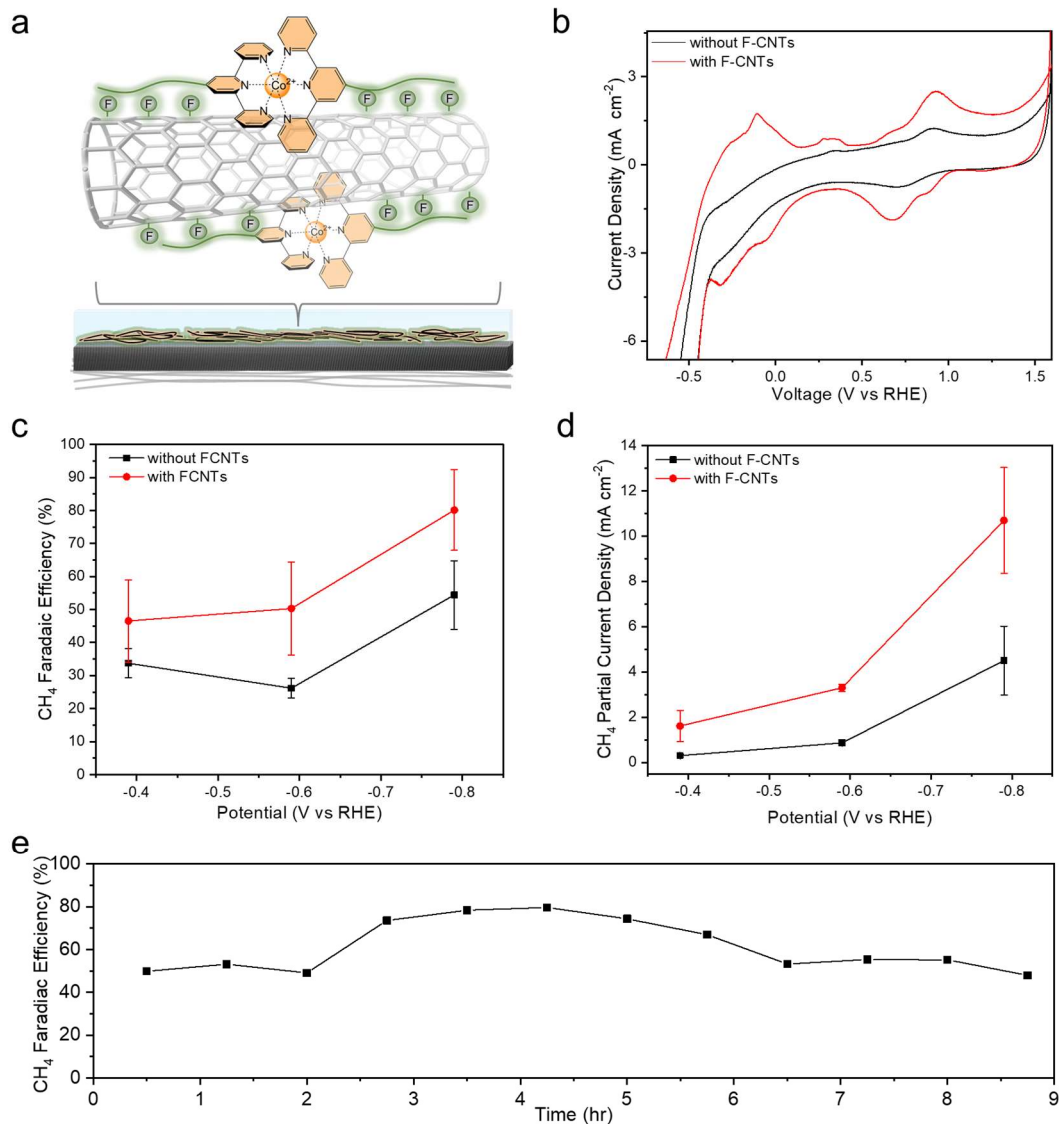 a
N
N
N
N
N
N
Co2+
F
F
F
F
F
F
F
F
F
F
F
F
N
N
N
N
N
N
Co2+
b
without F-CNTs
with F-CNTs
3
0
-3
-6
Current Density (mA cm-2)
-0.5
0.0
0.5
1.0
1.5
Voltage (V vs RHE)
c
without FCNTs
with FCNTs
100
90
80
70
60
50
40
30
20
10
0
CH4 Faradaic Efficiency (%)
-0.4
-0.5
-0.6
-0.7
-0.8
Potential (V vs RHE)
d
without F-CNTs
with F-CNTs
14
12
10
8
6
4
2
0
CH4 Partial Current Density (mA cm-2)
-0.4
-0.5
-0.6
-0.7
-0.8
Potential (V vs RHE)
e
100
80
60
40
20
0
CH4 Faradiac Efficiency (%)
0
1
2
3
4
5
6
7
8
9
Time (hr)